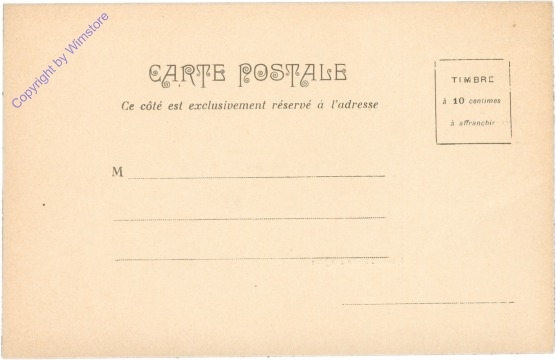 Copyright by Wimstore
CARTE POSTALE
Ce côté est exclusivement réservé à l'adresse
TIMBRE
à 10 centimes
à affranchir
M